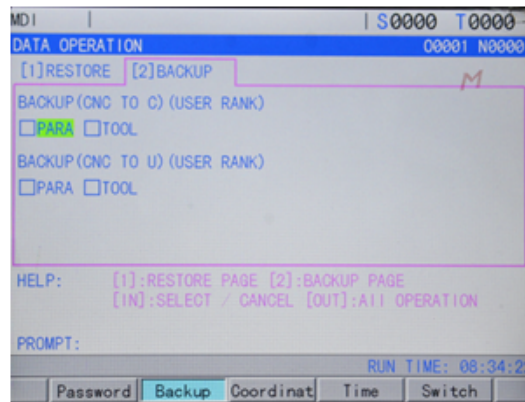 MDI S0000 T0000
DATA OPERATION O0001 N0000
[1]RESTORE [2]BACKUP
M
BACKUP(CNC TO C)(USER RANK)
PARA TOOL
BACKUP(CNC TO U)(USER RANK)
PARA TOOL
HELP: [1]:RESTORE PAGE [2]:BACKUP PAGE
[IN]:SELECT / CANCEL [OUT]:All OPERATION
PROMPT:
RUN TIME: 08:34:2
Password Backup Coordinat Time Switch